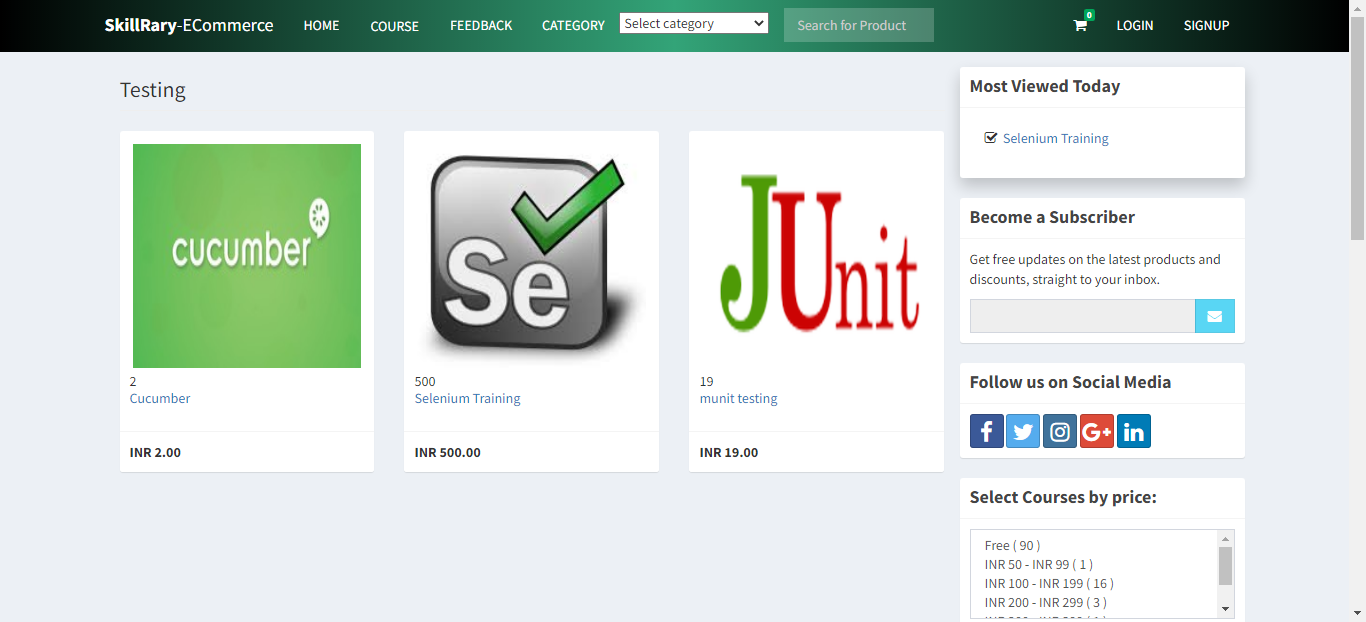 SkillRary-ECommerce HOME COURSE FEEDBACK CATEGORY Select category Search for Product 0 LOGIN SIGNUP
Testing
cucumber
2
Cucumber
INR 2.00
Se
500
Selenium Training
INR 500.00
JUnit
19
munit testing
INR 19.00
Most Viewed Today
Selenium Training
Become a Subscriber
Get free updates on the latest products and
discounts, straight to your inbox.
Follow us on Social Media
f G+ in
Select Courses by price:
Free ( 90 )
INR 50 - INR 99 ( 1 )
INR 100 - INR 199 ( 16 )
INR 200 - INR 299 ( 3 )